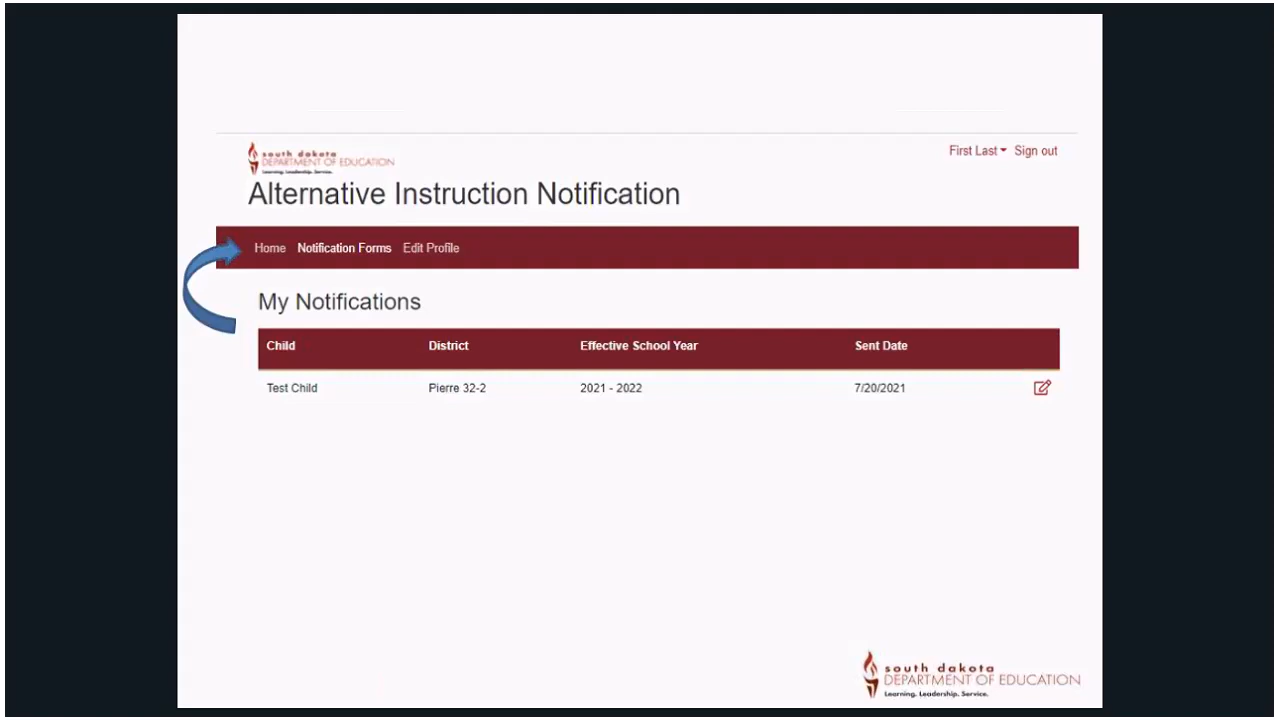 south dakota
DEPARTMENT OF EDUCATION
Learning. Leadership. Service.
First Last Sign out
Alternative Instruction Notification
Home Notification Forms Edit Profile
My Notifications
Child District Effective School Year Sent Date
Test Child Pierre 32-2 2021 - 2022 7/20/2021
south dakota
DEPARTMENT OF EDUCATION
Learning. Leadership. Service.